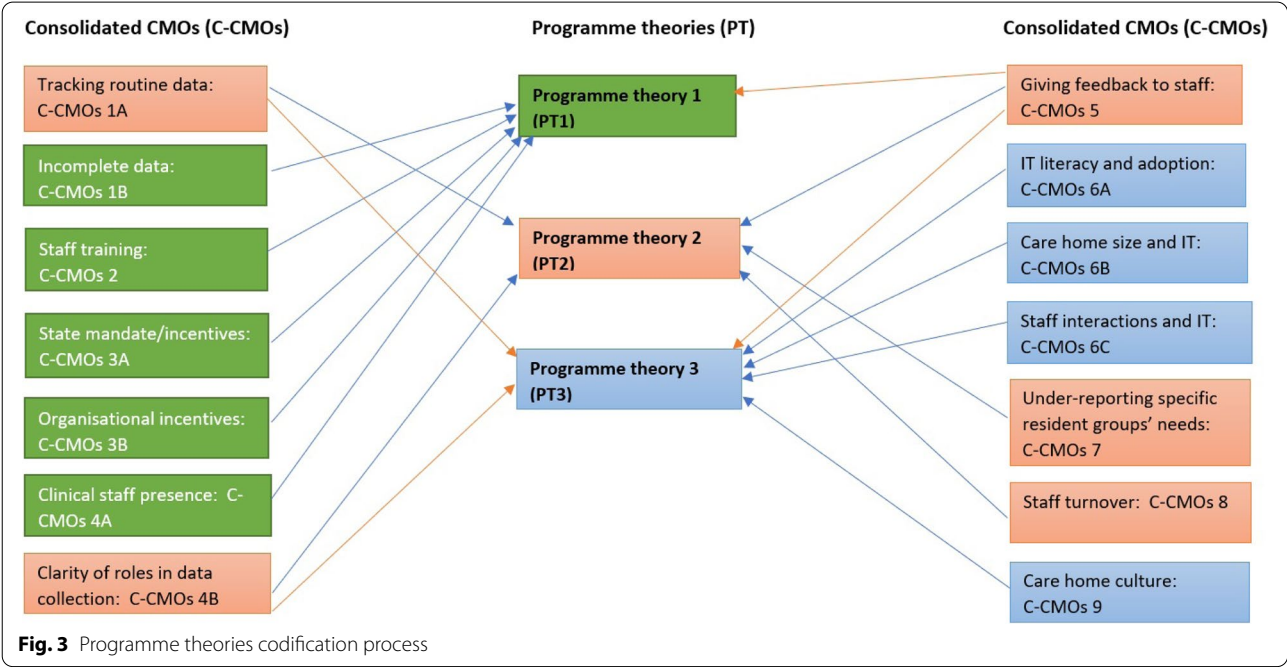 Consolidated CMOs (C-CMOs)
Programme theories (PT)
Consolidated CMOs (C-CMOs)
Tracking routine data:
C-CMOs 1A
Incomplete data:
C-CMOs 1B
Staff training:
C-CMOs 2
State mandate/incentives:
C-CMOs 3A
Organisational incentives:
C-CMOs 3B
Clinical staff presence:  C-
CMOs 4A
Clarity of roles in data
collection:  C-CMOs 4B
Programme theory 1
(PT1)
Programme theory 2
(PT2)
Programme theory 3
(PT3)
Giving feedback to staff:
C-CMOs 5
IT literacy and adoption:
C-CMOs 6A
Care home size and IT:
C-CMOs 6B
Staff interactions and IT:
C-CMOs 6C
Under-reporting specific
resident groups’ needs:
C-CMOs 7
Staff turnover:  C-CMOs 8
Care home culture:
C-CMOs 9
Fig. 3 Programme theories codification process